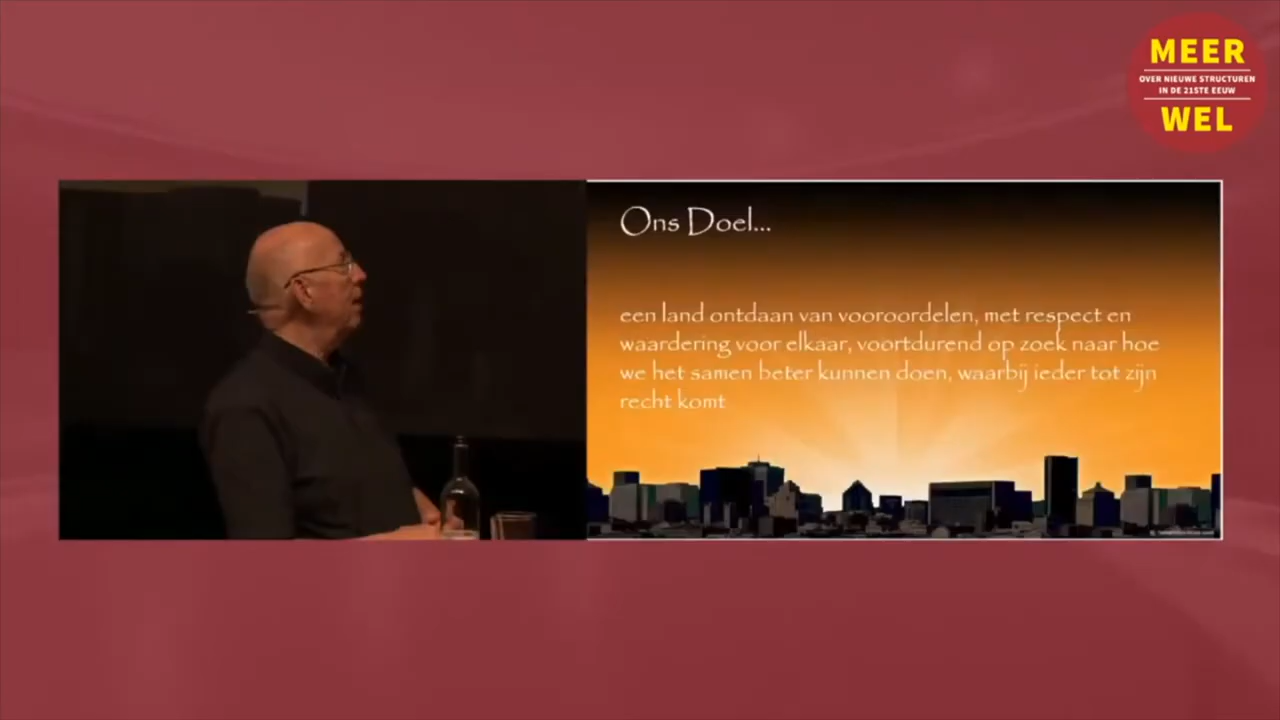 MEER
OVER NIEUWE STRUCTUREN
IN DE 21STE EEUW
WEL
Ons Doel...
een land ontdaan van vooroordelen, met respect en
waardering voor elkaar, voortdurend op zoek naar hoe
we het samen beter kunnen doen, waarbij ieder tot zijn
recht komt